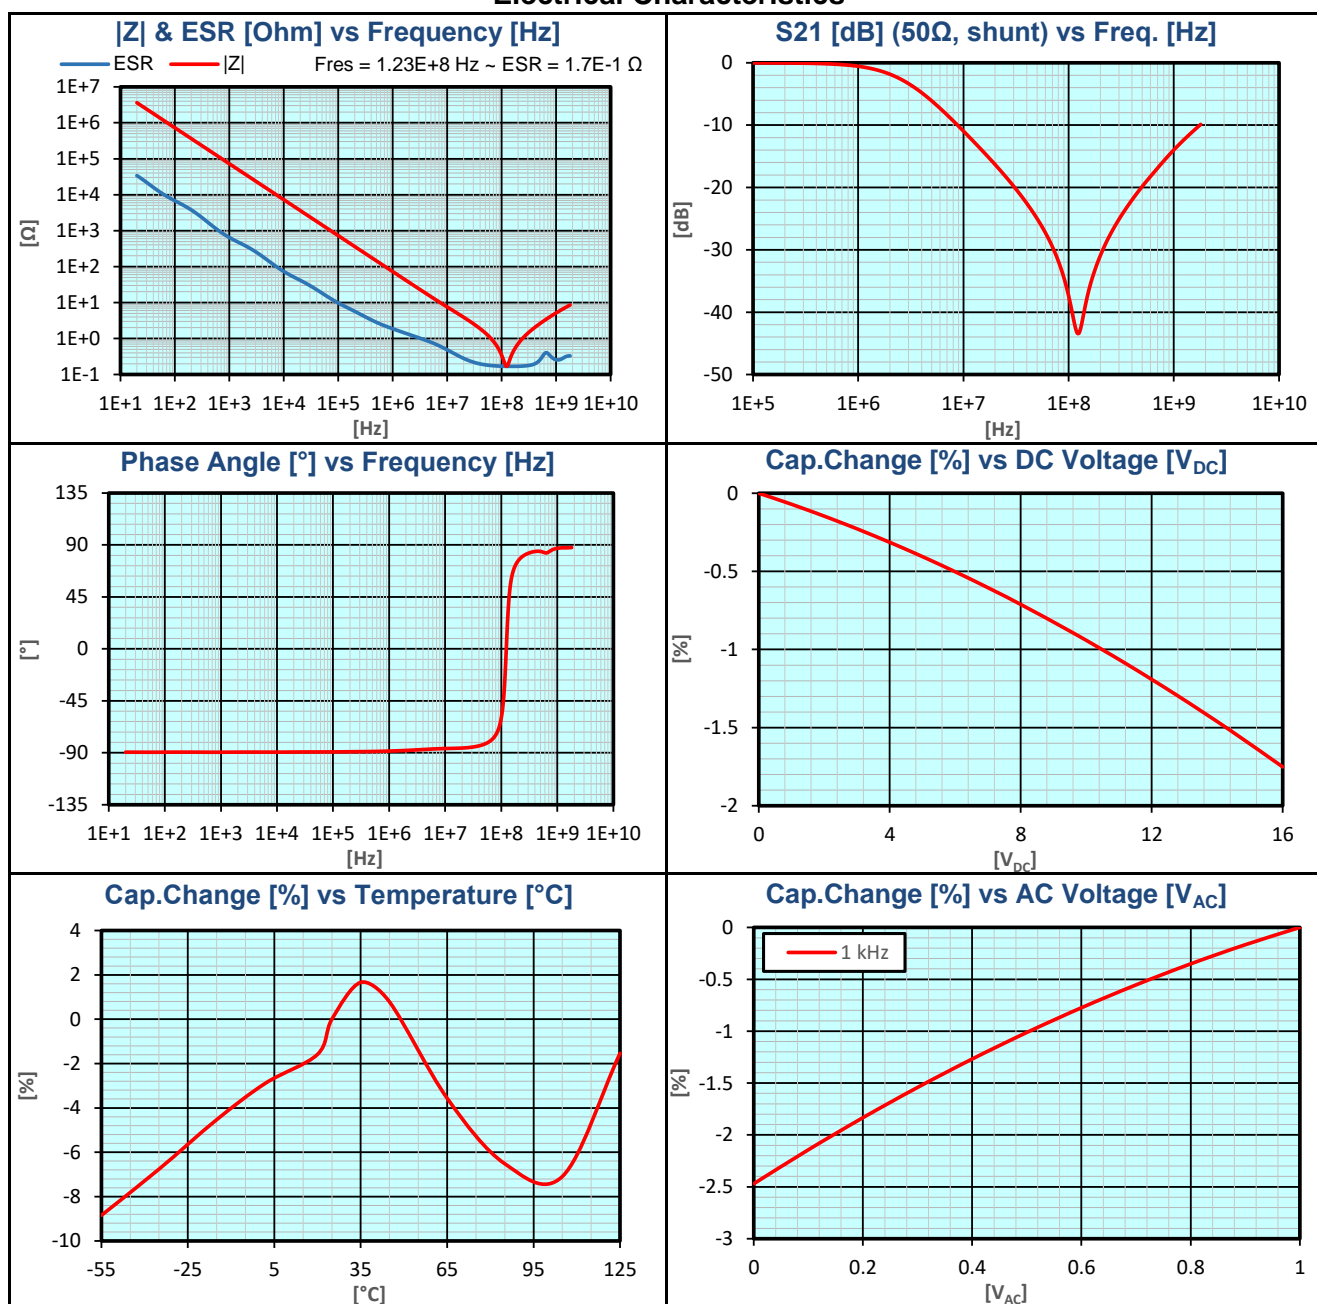 Electrical Characteristics
|Z| & ESR [Ohm] vs Frequency [Hz]
ESR
|Z|
Fres = 1.23E+8 Hz ~ ESR = 1.7E-1 Ω
1E+7
1E+6
1E+5
1E+4
1E+3
1E+2
1E+1
1E+0
1E-1
[Ω]
1E+1 1E+2 1E+3 1E+4 1E+5 1E+6 1E+7 1E+8 1E+9 1E+10
[Hz]
S21 [dB] (50Ω, shunt) vs Freq. [Hz]
0
-10
-20
-30
-40
-50
[dB]
1E+5 1E+6 1E+7 1E+8 1E+9 1E+10
[Hz]
Phase Angle [°] vs Frequency [Hz]
135
90
45
0
-45
-90
-135
[°]
1E+1 1E+2 1E+3 1E+4 1E+5 1E+6 1E+7 1E+8 1E+9 1E+10
[Hz]
Cap.Change [%] vs DC Voltage [VDC]
0
-0.5
-1
-1.5
-2
[%]
0 4 8 12 16
[VDC]
Cap.Change [%] vs Temperature [°C]
4
2
0
-2
-4
-6
-8
-10
[%]
-55 -25 5 35 65 95 125
[°C]
Cap.Change [%] vs AC Voltage [VAC]
1 kHz
0
-0.5
-1
-1.5
-2
-2.5
-3
[%]
0 0.2 0.4 0.6 0.8 1
[VAC]